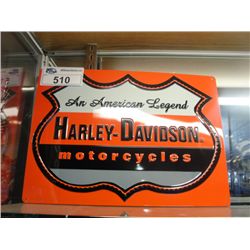 510
An American Legend
HARLEY-DAVIDSON
motorcycles